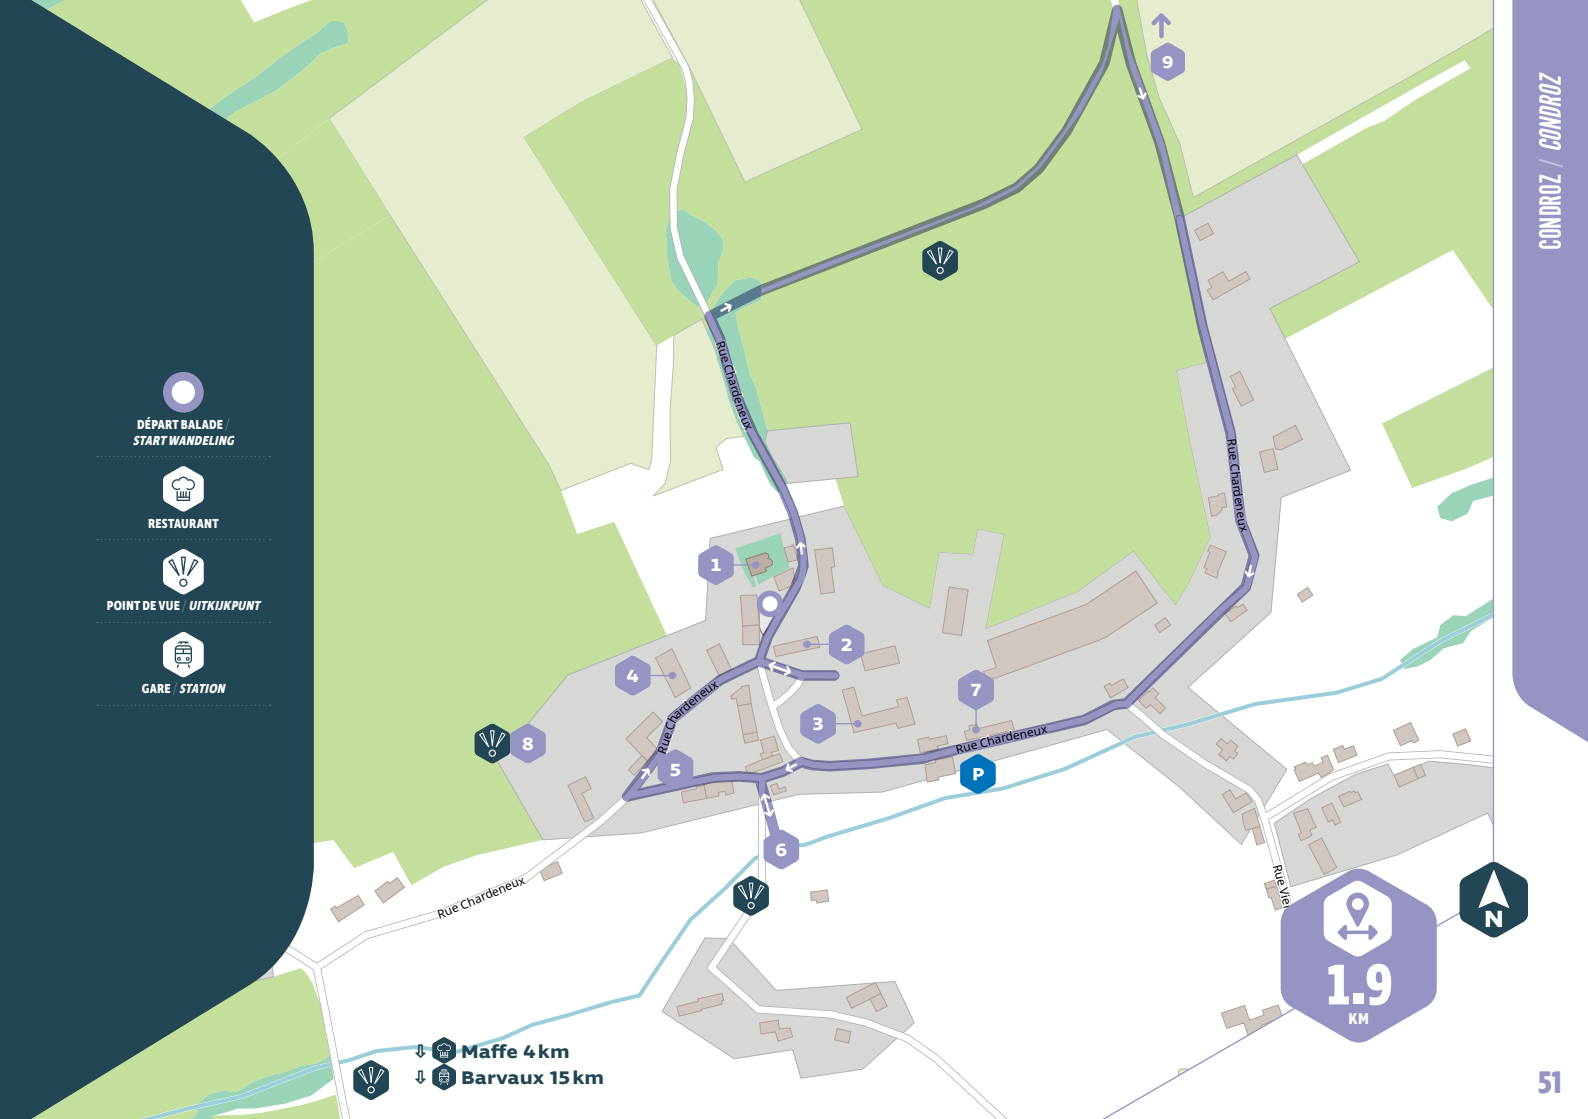 9
CONDROZ / CONDROZ
Rue Chardeneux
DÉPART BALADE /
START WANDELING
RESTAURANT
POINT DE VUE / UITKIJKPUNT
GARE / STATION
Rue Chardeneux
1
2
4
Rue Chardeneux
7
3
8
5
Rue Chardeneux
P
6
Rue Chardeneux
Rue Viei
N
1.9
KM
Maffe 4 km
Barvaux 15 km
51